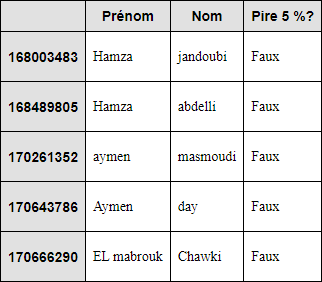 Prénom Nom Pire 5 %?
168003483 Hamza jandoubi Faux
168489805 Hamza abdelli Faux
170261352 aymen masmoudi Faux
170643786 Aymen day Faux
170666290 EL mabrouk Chawki Faux